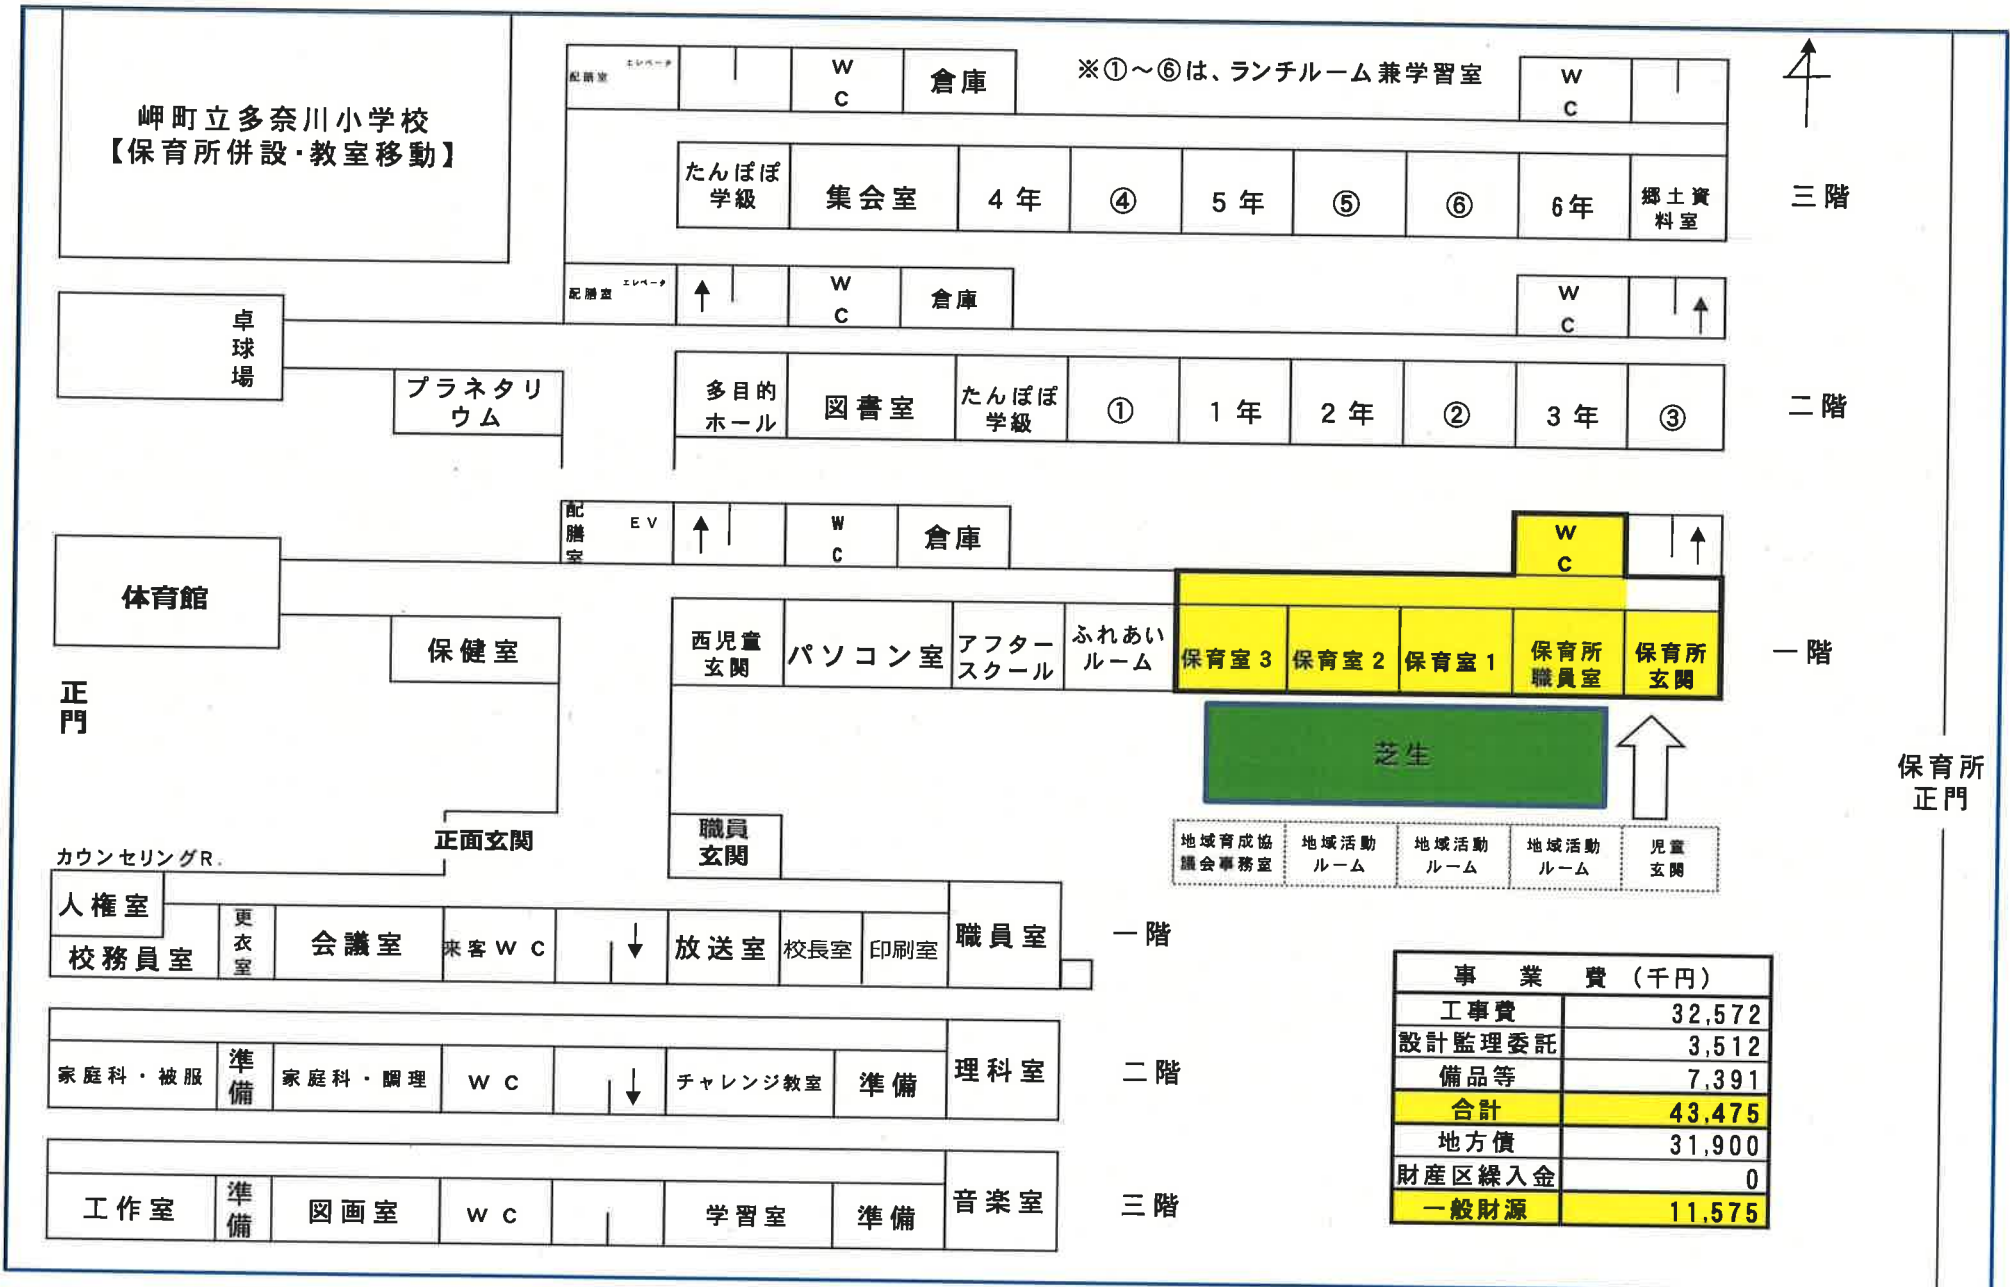 岬町立多奈川小学校
【保育所併設・教室移動】
※①～⑥は、ランチルーム兼学習室
配膳室 エレベータ
W
C
倉庫
W
C
たんぽぽ
学級
集会室
4年
④
5年
⑤
⑥
6年
郷土資
料室
三階
配膳室 エレベータ
W
C
倉庫
W
C
卓
球
場
プラネタリ
ウム
多目的
ホール
図書室
たんぽぽ
学級
①
1年
2年
②
3年
③
二階
配
膳
室
EV
W
C
倉庫
W
C
体育館
保健室
西児童
玄関
パソコン室
アフター
スクール
ふれあい
ルーム
保育室3
保育室2
保育室1
保育所
職員室
保育所
玄関
一階
正
門
芝生
保育所
正門
正面玄関
職員
玄関
地域育成協
議会事務室
地域活動
ルーム
地域活動
ルーム
地域活動
ルーム
児童
玄関
カウンセリングR.
人権室
校務員室
更
衣
室
会議室
来客WC
放送室
校長室
印刷室
職員室
一階
家庭科・被服
準
備
家庭科・調理
WC
チャレンジ教室
準備
理科室
二階
工作室
準
備
図画室
WC
学習室
準備
音楽室
三階
事業費(千円)
工事費 32,572
設計監理委託 3,512
備品等 7,391
合計 43,475
地方債 31,900
財産区繰入金 0
一般財源 11,575